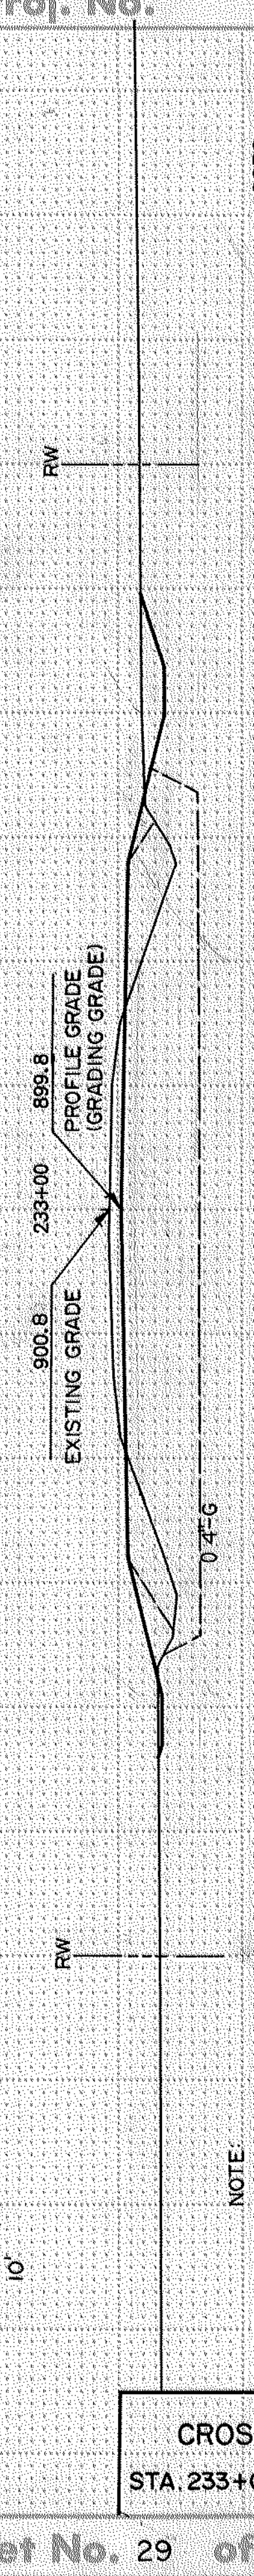 Proj. No.
RW
899.8
PROFILE GRADE
(GRADING GRADE)
233+00
900.8
EXISTING GRADE
0.4'-G
RW
NOTE:
10'
CROS
STA. 233+0
et No. 29 of